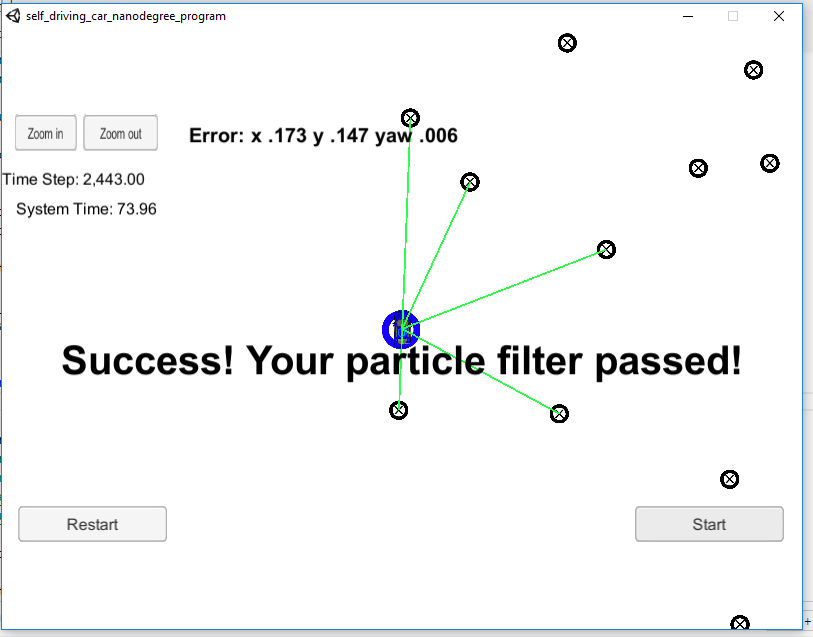 self_driving_car_nanodegree_program
Zoom in
Zoom out
Error: x .173 y .147 yaw .006
Time Step: 2,443.00
System Time: 73.96
Success! Your particle filter passed!
Restart
Start